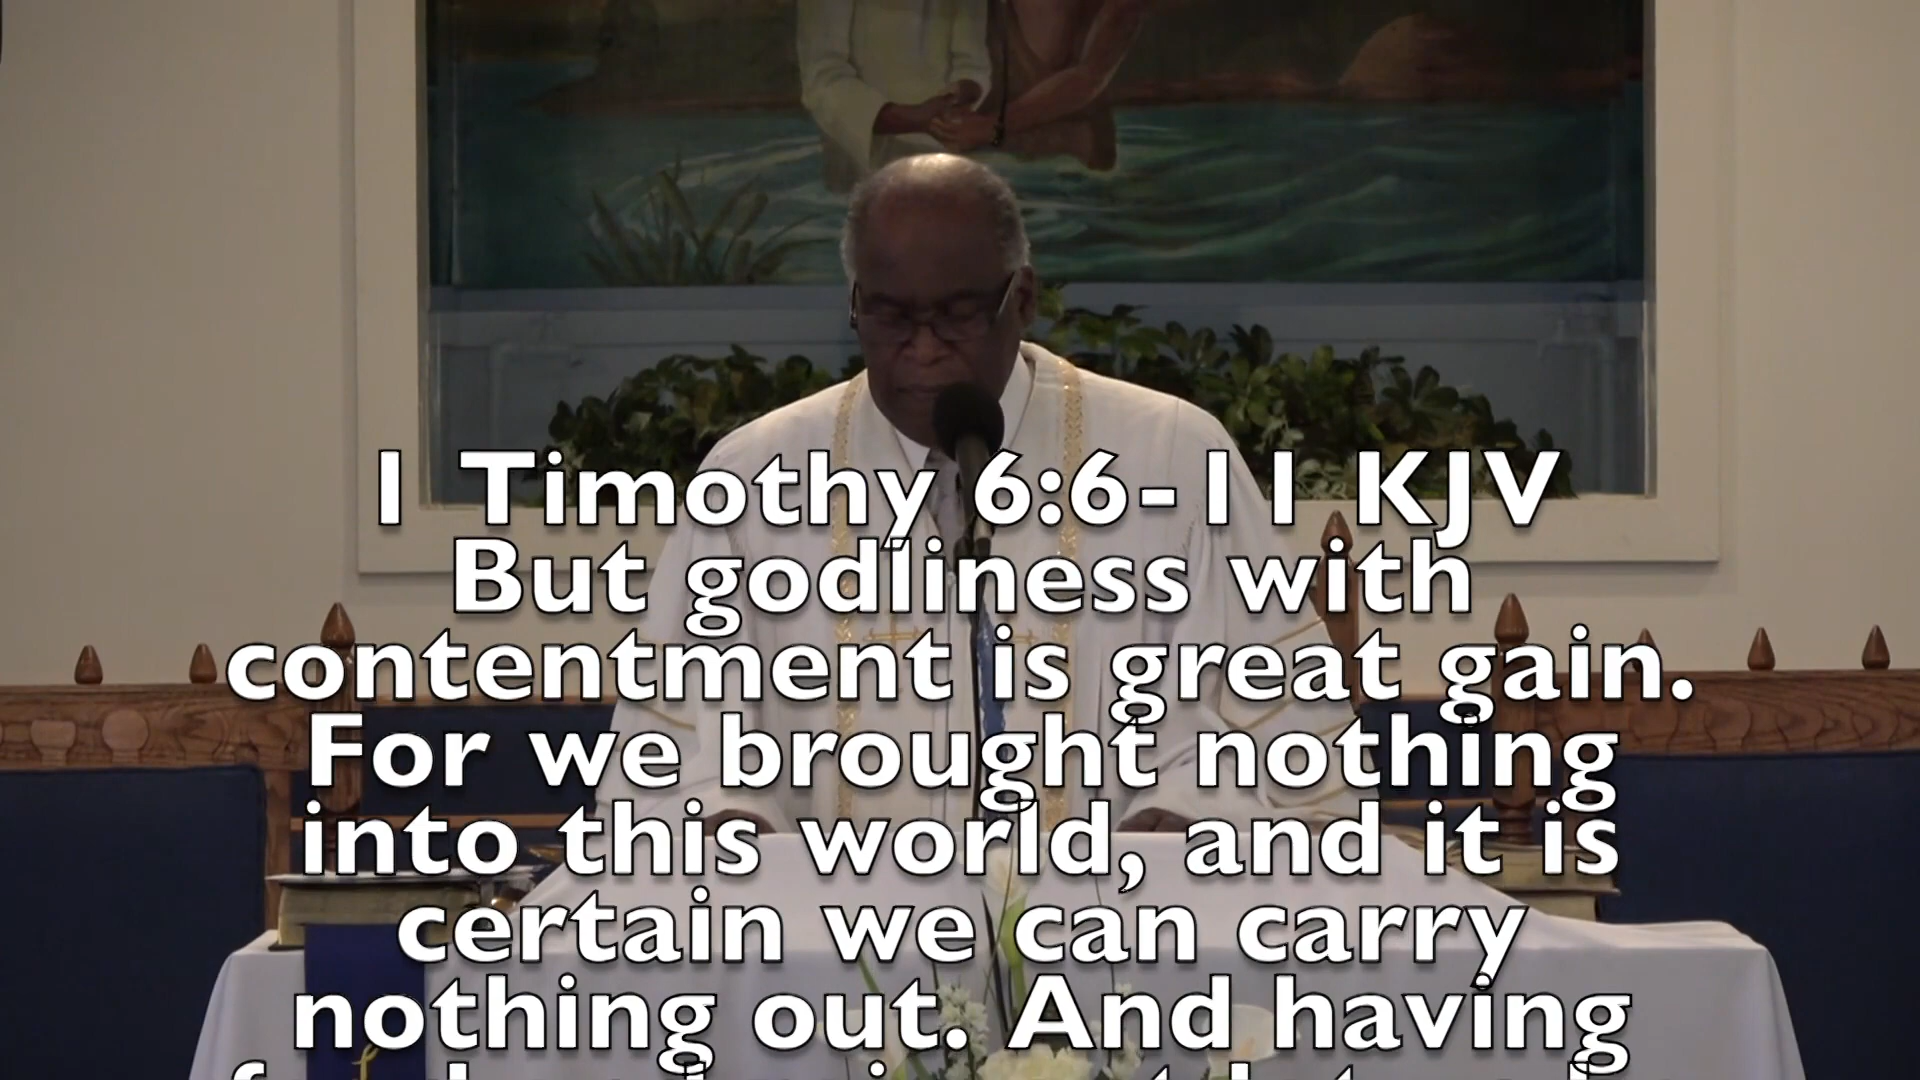 1 Timothy 6:6-11 KJV
But godliness with
contentment is great gain.
For we brought nothing
into this world, and it is
certain we can carry
nothing out. And having